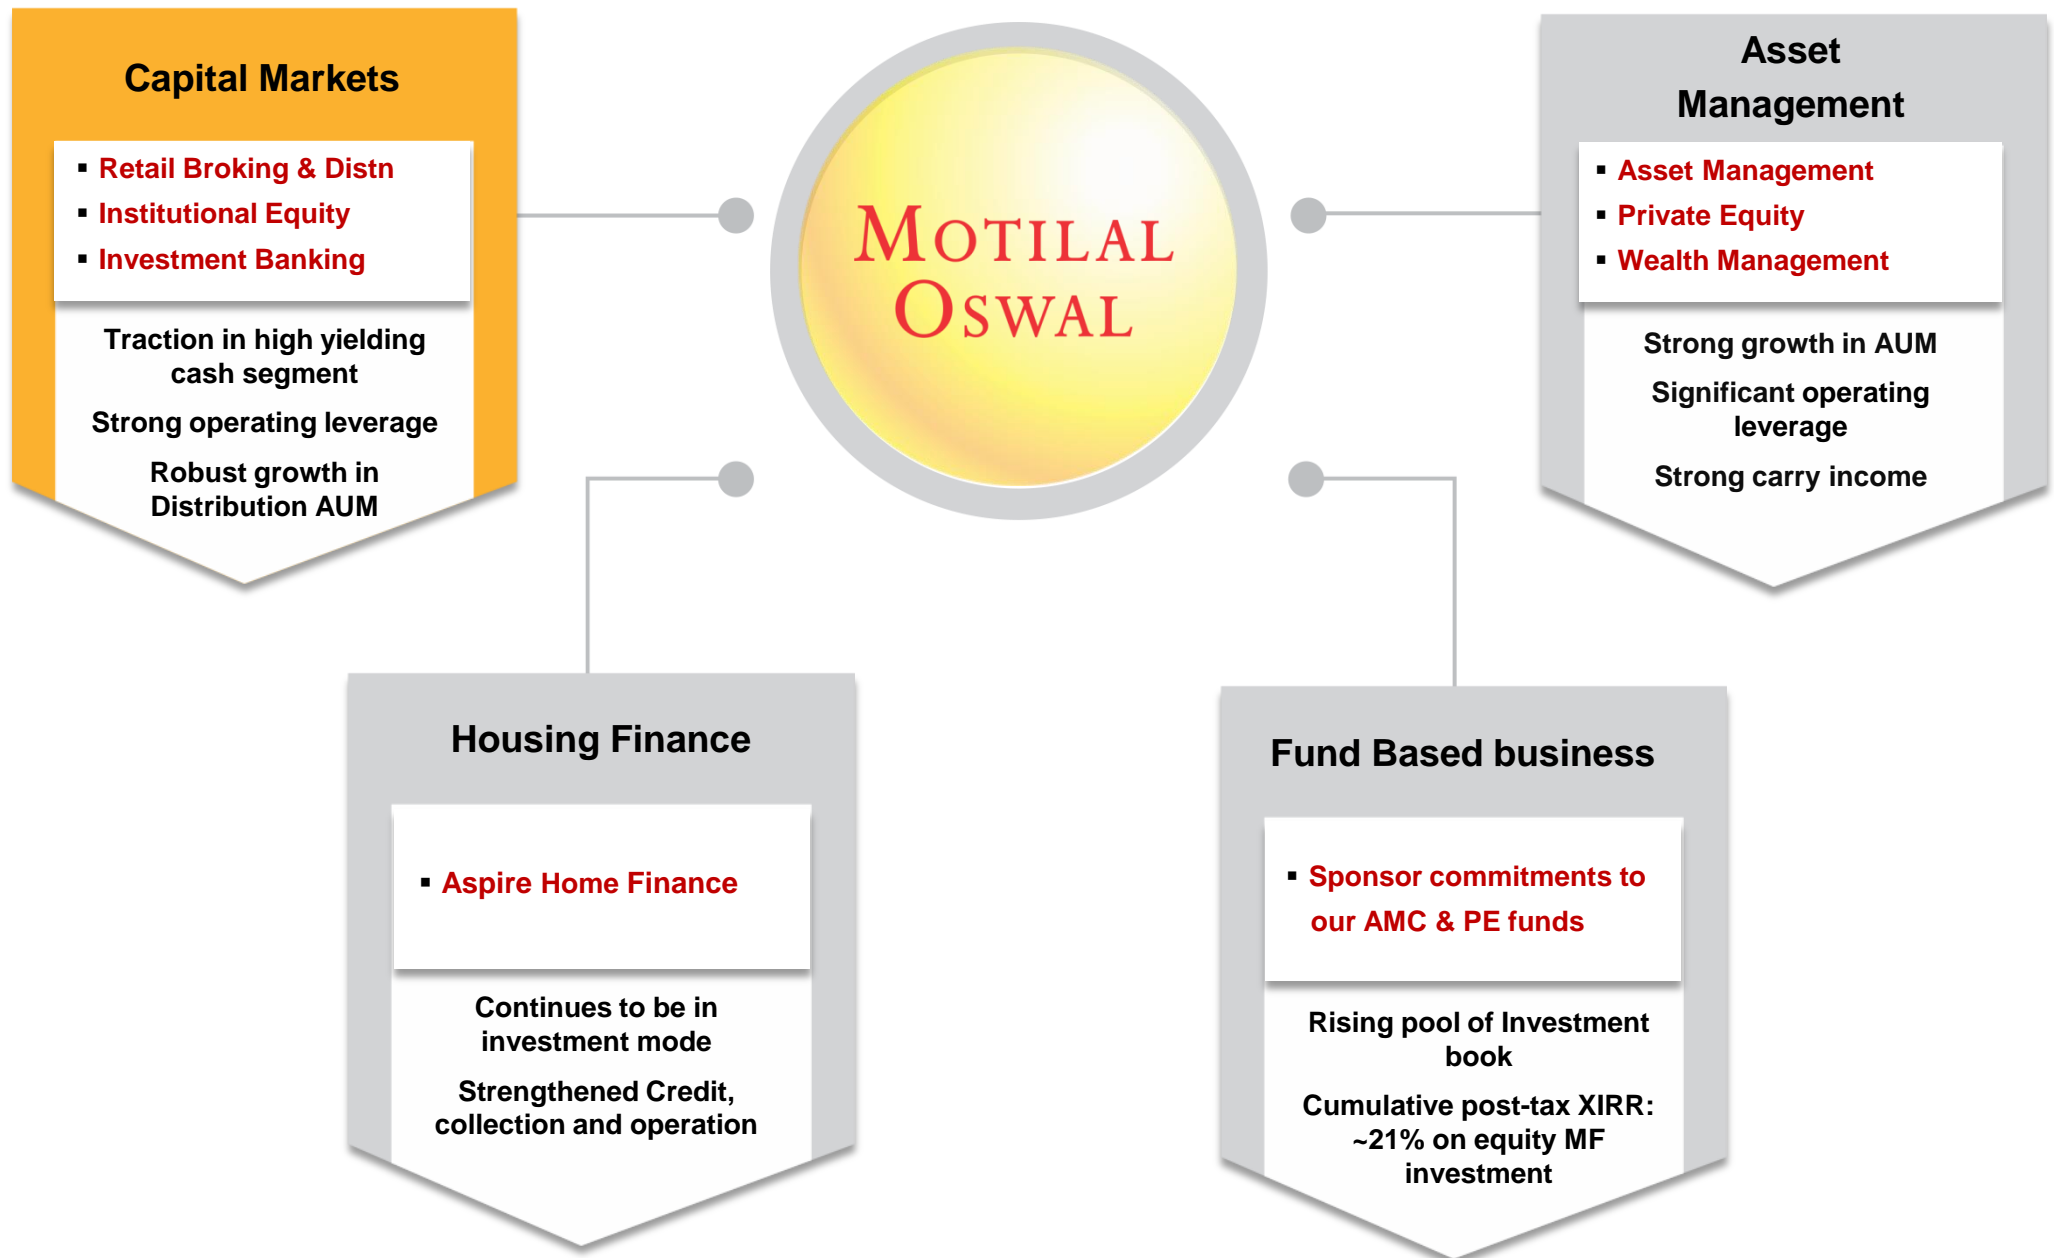 Capital Markets
▪ Retail Broking & Distn
▪ Institutional Equity
▪ Investment Banking
Traction in high yielding
cash segment
Strong operating leverage
Robust growth in
Distribution AUM
MOTILAL
OSWAL
Asset
Management
▪ Asset Management
▪ Private Equity
▪ Wealth Management
Strong growth in AUM
Significant operating
leverage
Strong carry income
Housing Finance
▪ Aspire Home Finance
Continues to be in
investment mode
Strengthened Credit,
collection and operation
Fund Based business
▪ Sponsor commitments to
our AMC & PE funds
Rising pool of Investment
book
Cumulative post-tax XIRR:
~21% on equity MF
investment